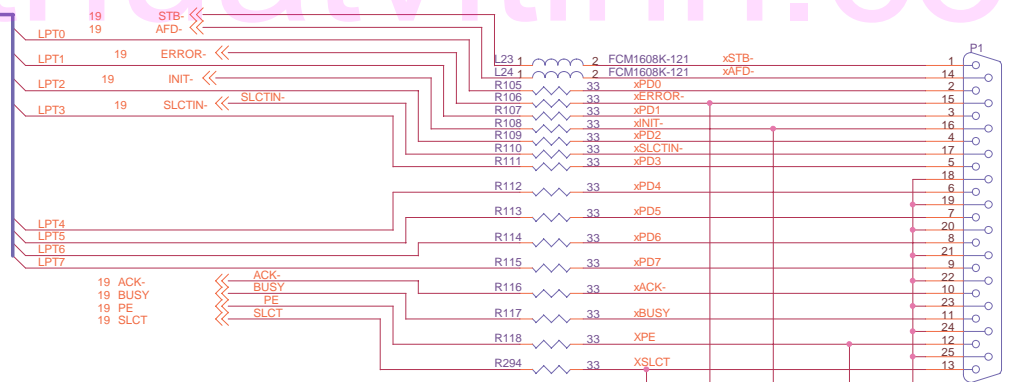 19 STB-
19 AFD-
LPT0
LPT1
19 ERROR-
LPT2
19 INIT-
LPT3
19 SLCTIN- SLCTIN-
P1
L23 1 2 FCM1608K-121 xSTB- 1
L24 1 2 FCM1608K-121 xAFD- 14
R105 33 xPD0 2
R106 33 xERROR- 15
R107 33 xPD1 3
R108 33 xINIT- 16
R109 33 xPD2 4
R110 33 xSLCTIN- 17
R111 33 xPD3 5
18
R112 33 xPD4 6
19
R113 33 xPD5 7
20
R114 33 xPD6 8
21
R115 33 xPD7 9
22
R116 33 xACK- 10
23
R117 33 xBUSY 11
24
R118 33 XPE 12
25
R294 33 XSLCT 13
LPT4
LPT5
LPT6
LPT7
19 ACK- ACK-
19 BUSY BUSY
19 PE PE
19 SLCT SLCT